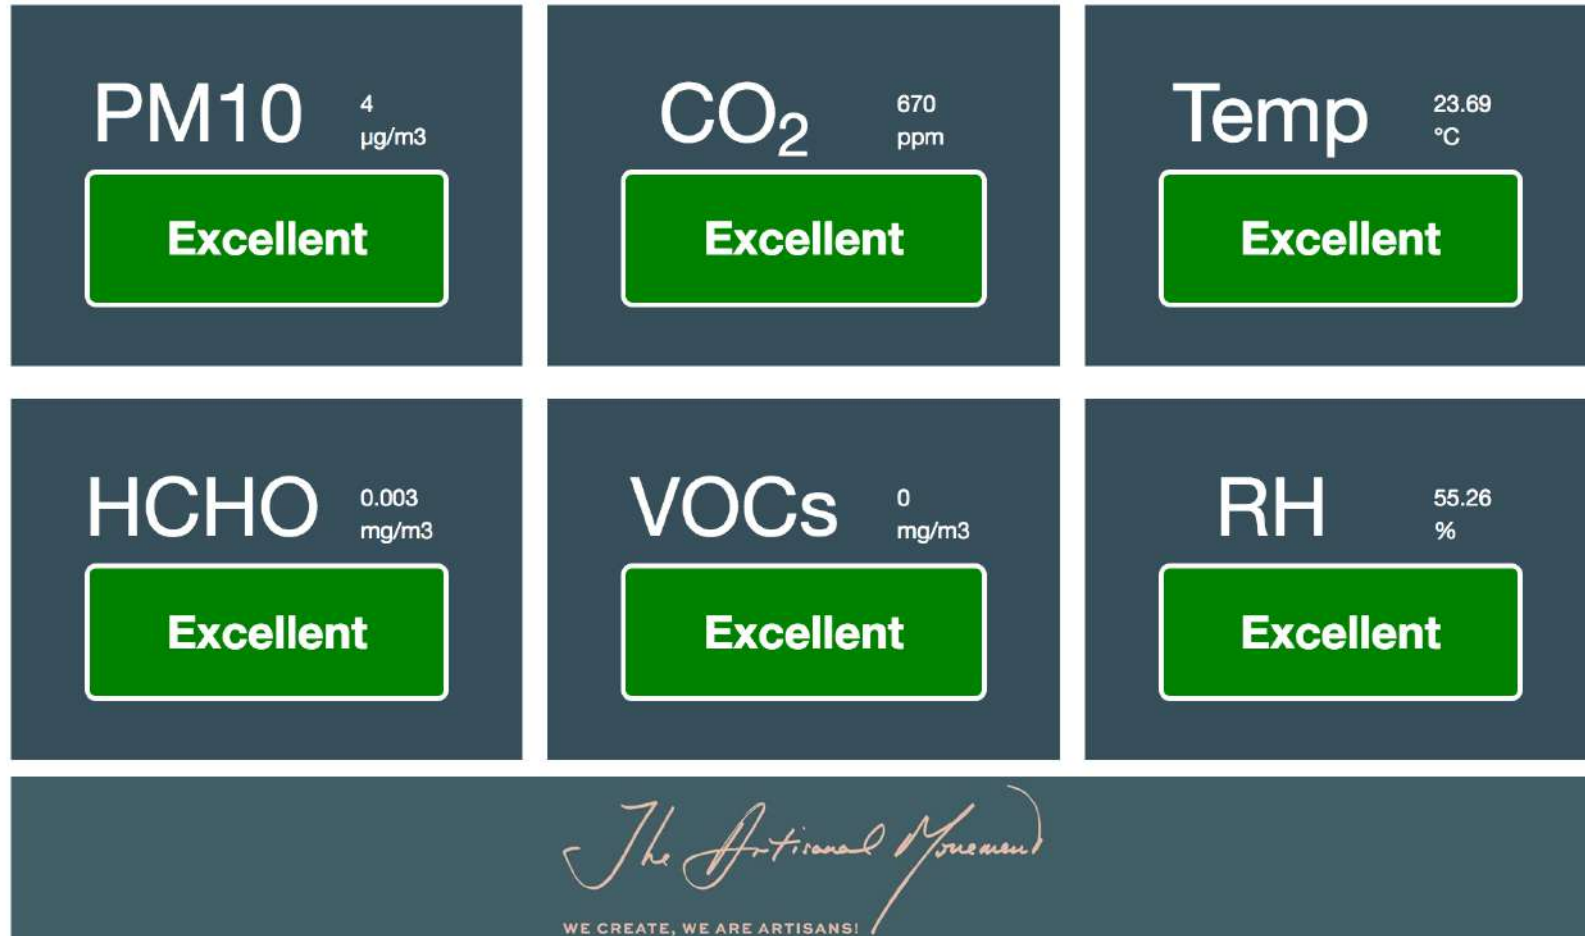 PM10 4 µg/m3
Excellent
CO₂ 670 ppm
Excellent
Temp 23.69 °C
Excellent
HCHO 0.003 mg/m3
Excellent
VOCs 0 mg/m3
Excellent
RH 55.26 %
Excellent
The Artisanal Movement
WE CREATE, WE ARE ARTISANS!